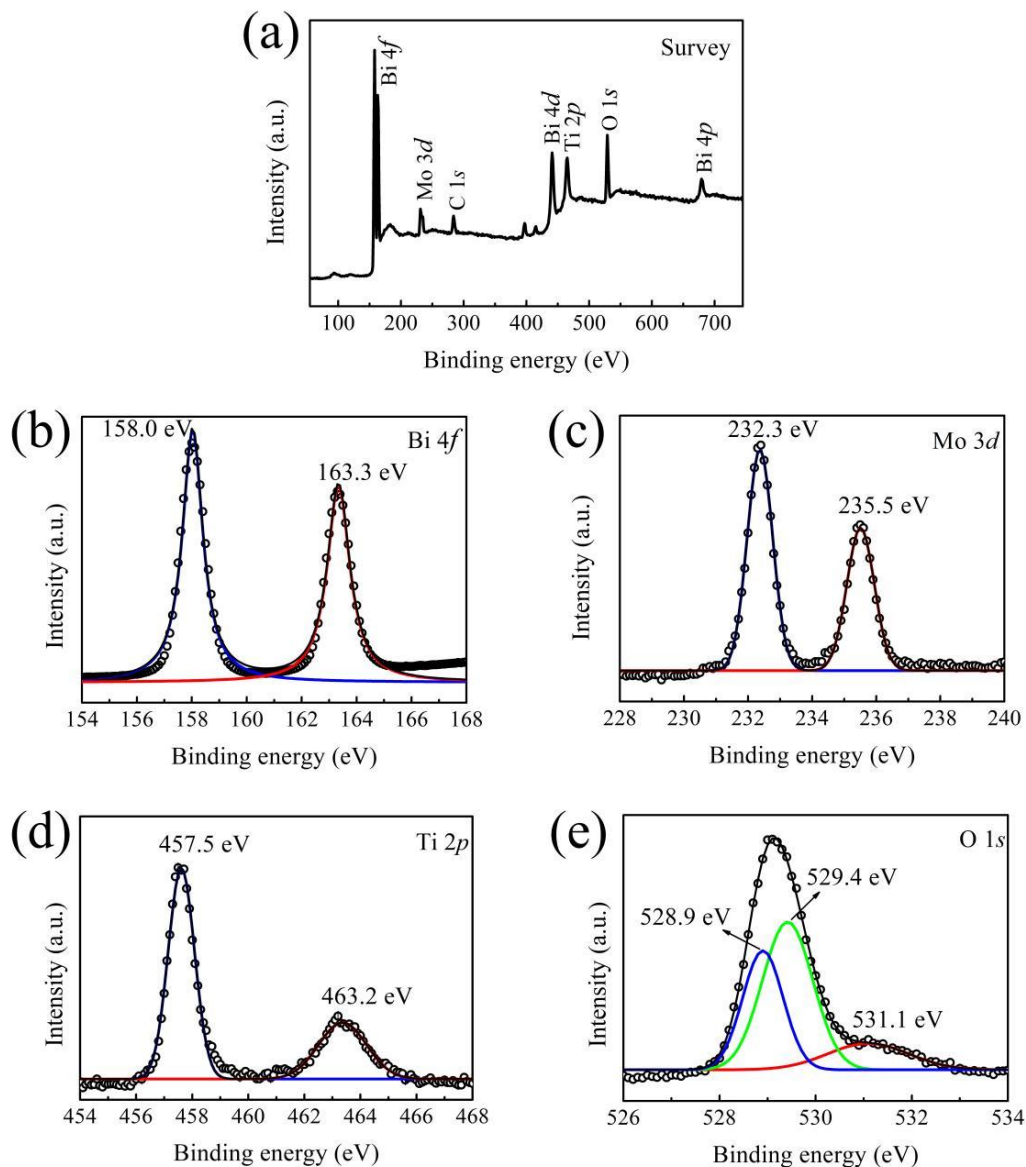 (a)
Survey
Bi 4f
Mo 3d
C 1s
Bi 4d
Ti 2p
O 1s
Bi 4p
Intensity (a.u.)
100 200 300 400 500 600 700
Binding energy (eV)
(b)
158.0 eV
Bi 4f
163.3 eV
Intensity (a.u.)
154 156 158 160 162 164 166 168
Binding energy (eV)
(c)
232.3 eV
Mo 3d
235.5 eV
Intensity (a.u.)
228 230 232 234 236 238 240
Binding energy (eV)
(d)
457.5 eV
Ti 2p
463.2 eV
Intensity (a.u.)
454 456 458 460 462 464 466 468
Binding energy (eV)
(e)
O 1s
529.4 eV
528.9 eV
531.1 eV
Intensity (a.u.)
526 528 530 532 534
Binding energy (eV)